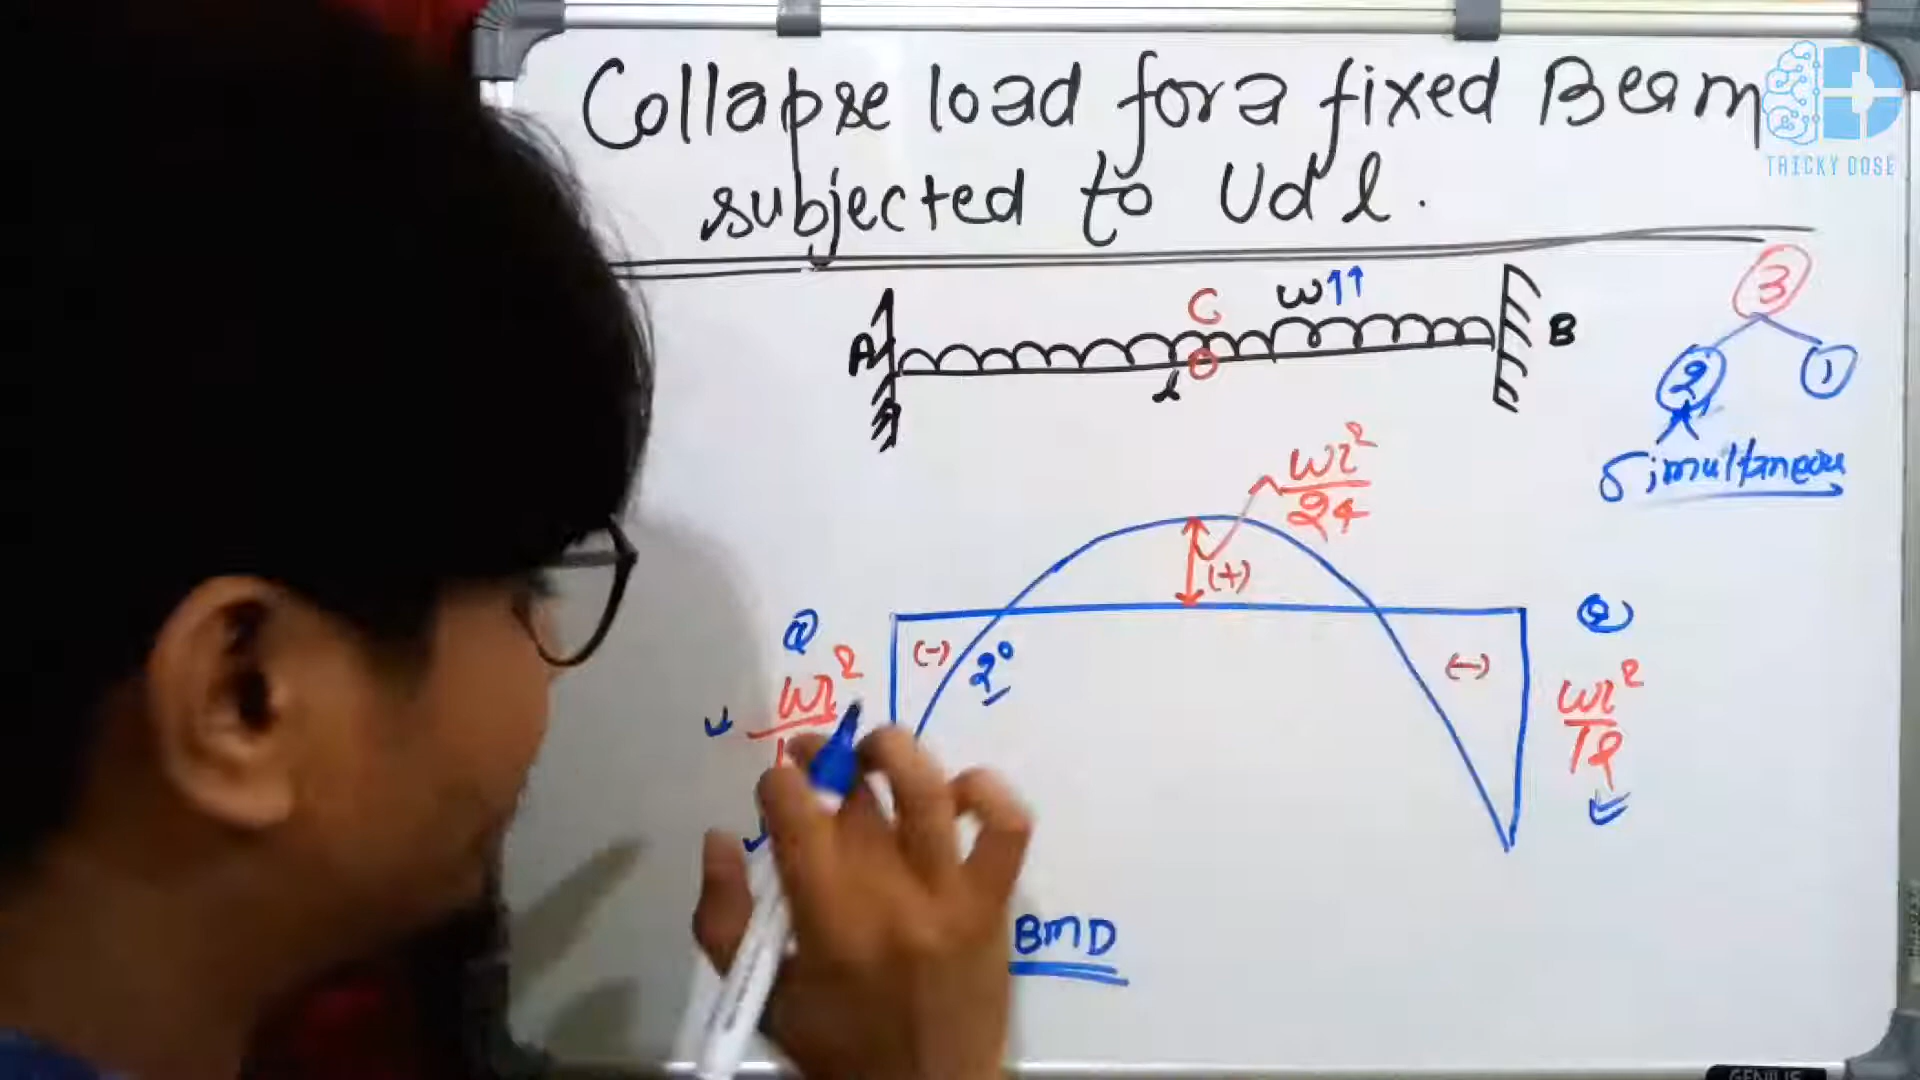 Collapse load for a fixed Beam
subjected to Udl.
TRICKY DOSE
3
2
1
Simultaneous
C
w↑↑
A
B
l
wl²
24
(+)
(-)
2°
(-)
wl²
wl²
12
BMD